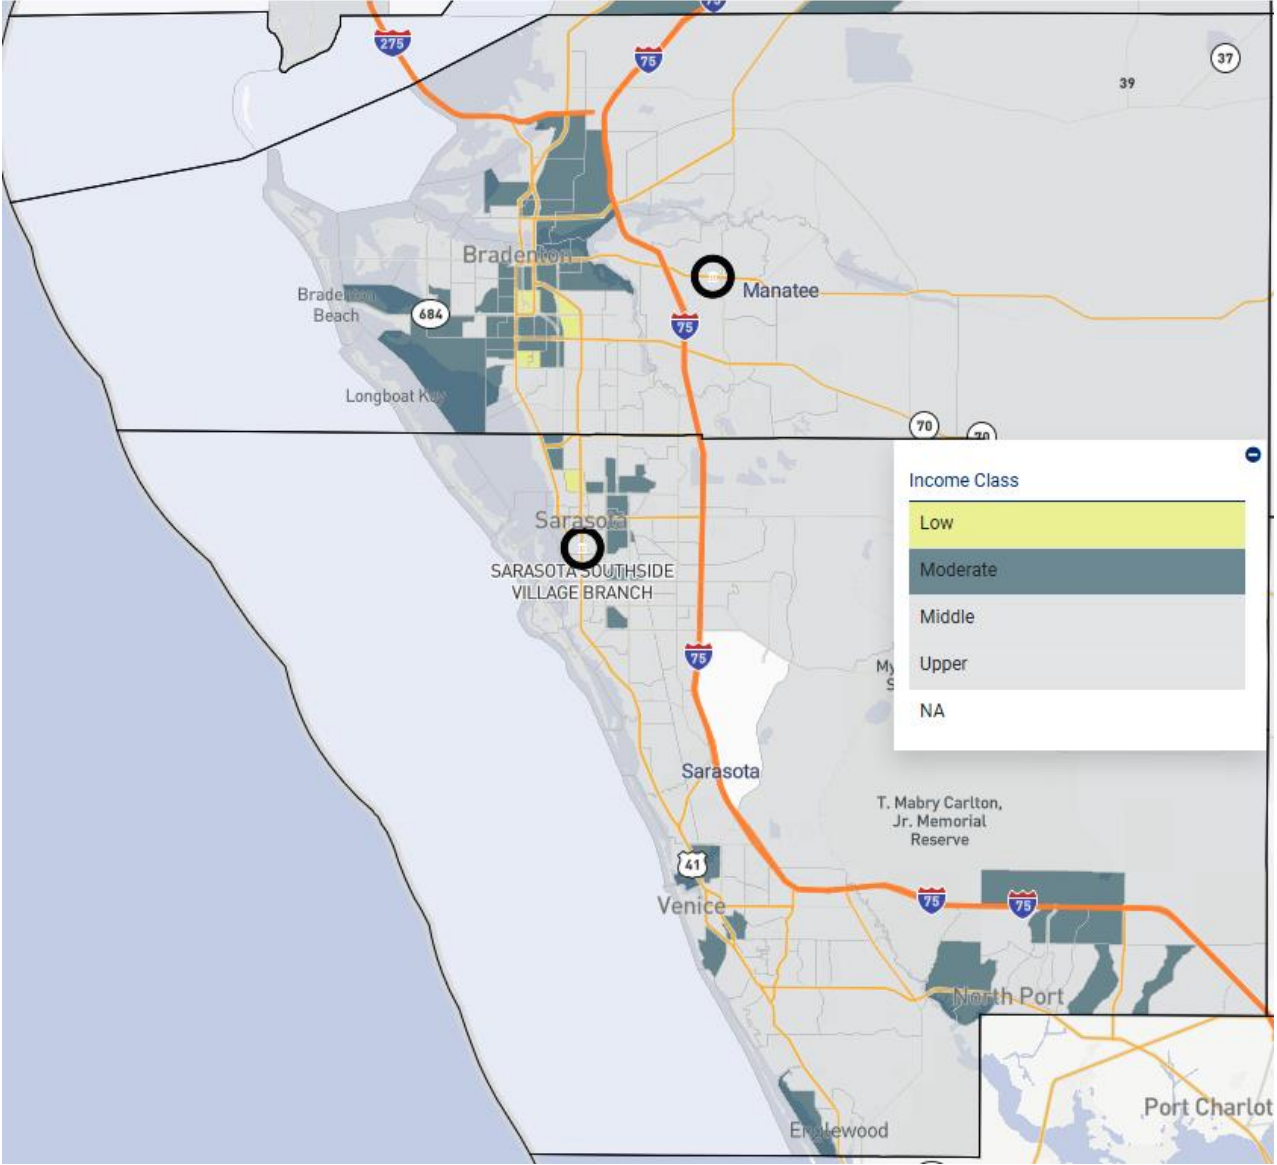 75
275
75
37
39
Bradenton
Manatee
Bradenton
Beach
684
75
Longboat Key
70
70
Income Class
Low
Moderate
Middle
Upper
NA
Sarasota
SARASOTA SOUTHSIDE
VILLAGE BRANCH
75
My
S
Sarasota
T. Mabry Carlton,
Jr. Memorial
Reserve
41
Venice
75
75
North Port
Port Charlot
Englewood